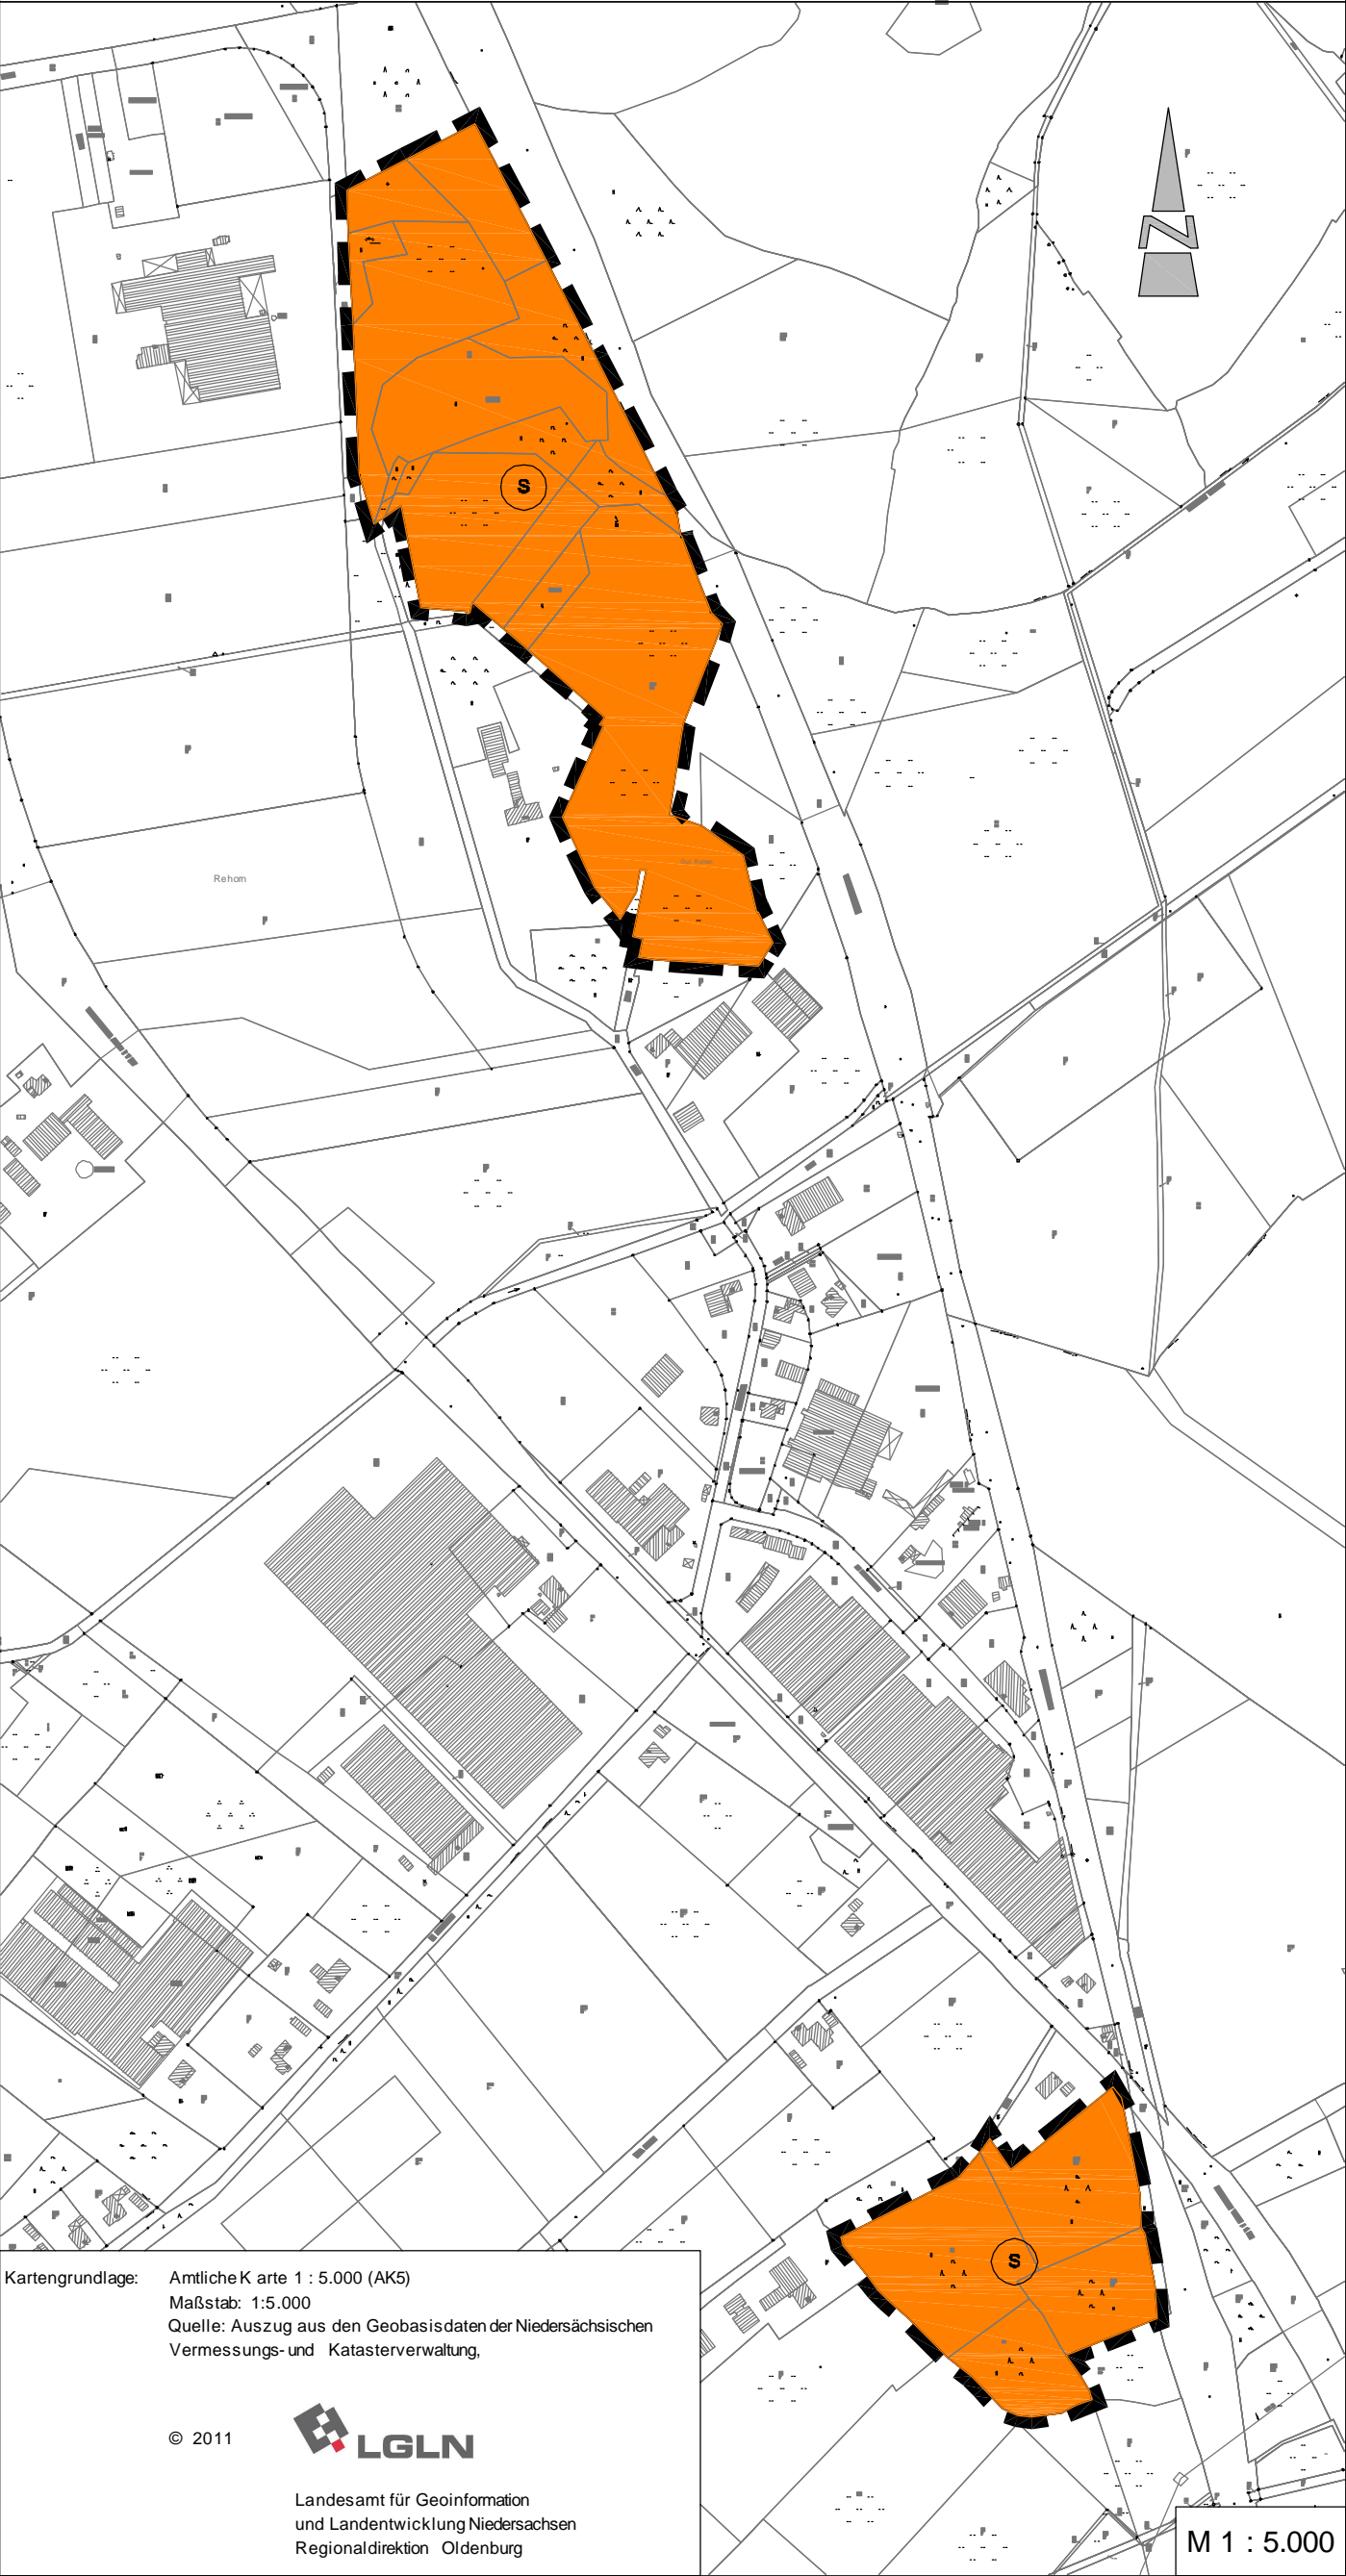 N
S
Rehorn
S
Kartengrundlage: Amtliche K arte 1 : 5.000 (AK5)
Maßstab: 1:5.000
Quelle: Auszug aus den Geobasisdaten der Niedersächsischen
Vermessungs- und Katasterverwaltung,
© 2011
LGLN
Landesamt für Geoinformation
und Landentwicklung Niedersachsen
Regionaldirektion Oldenburg
M 1 : 5.000